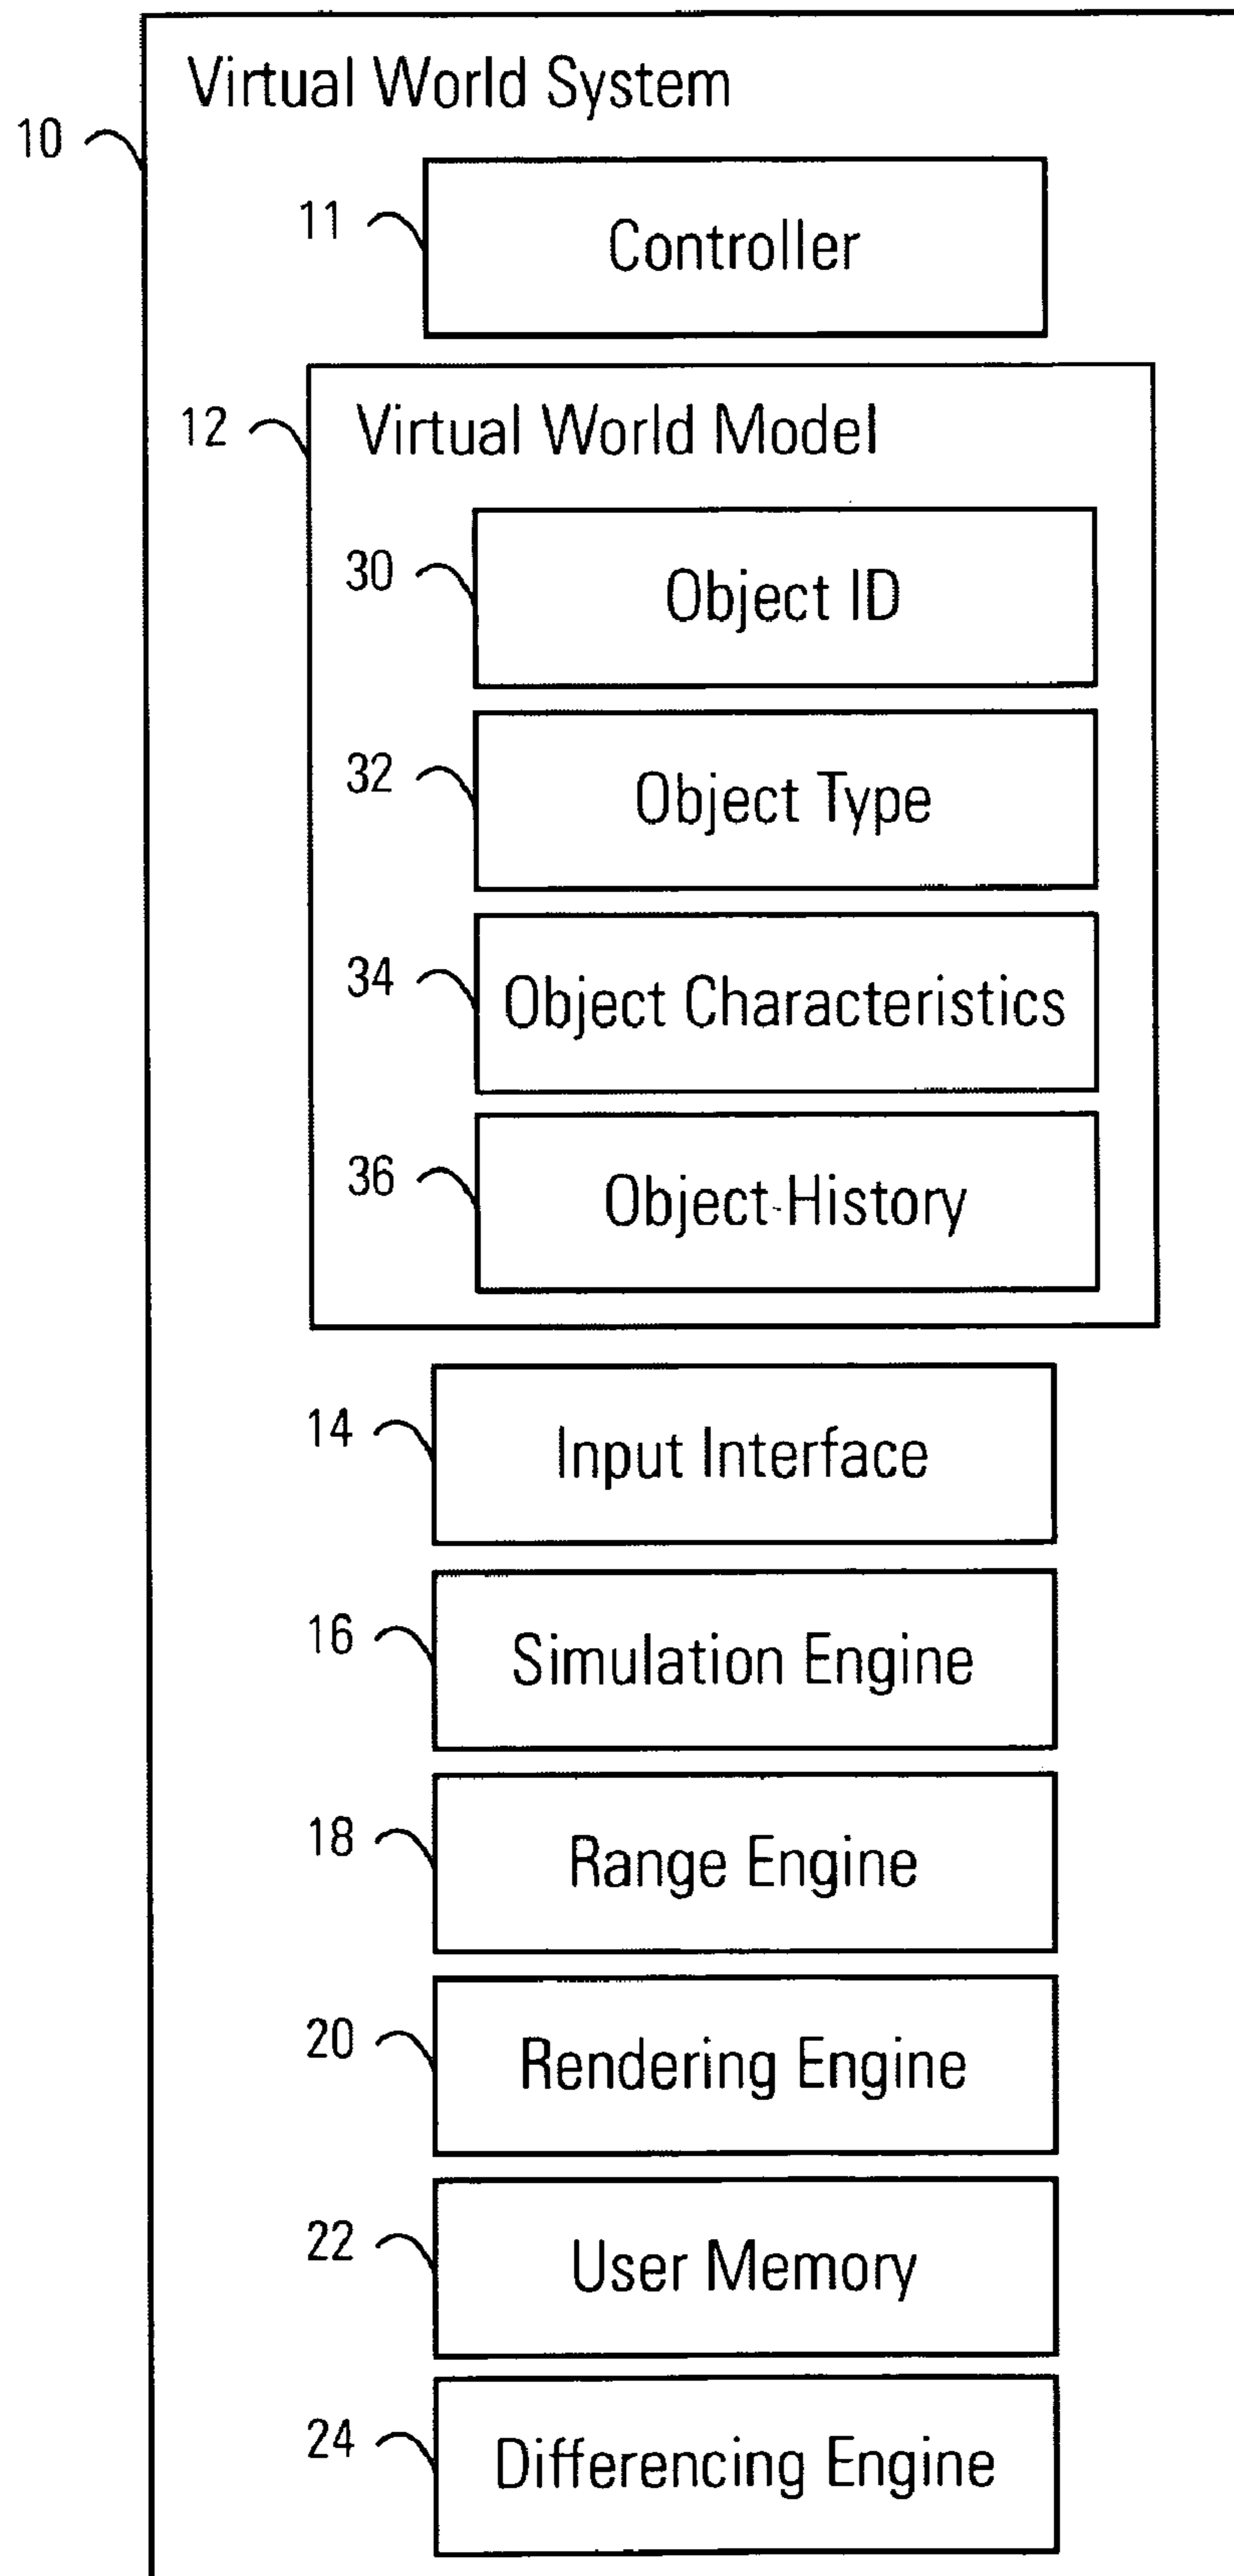 Virtual World System
10
11
Controller
12
Virtual World Model
30
Object ID
32
Object Type
34
Object Characteristics
36
Object History
14
Input Interface
16
Simulation Engine
18
Range Engine
20
Rendering Engine
22
User Memory
24
Differencing Engine